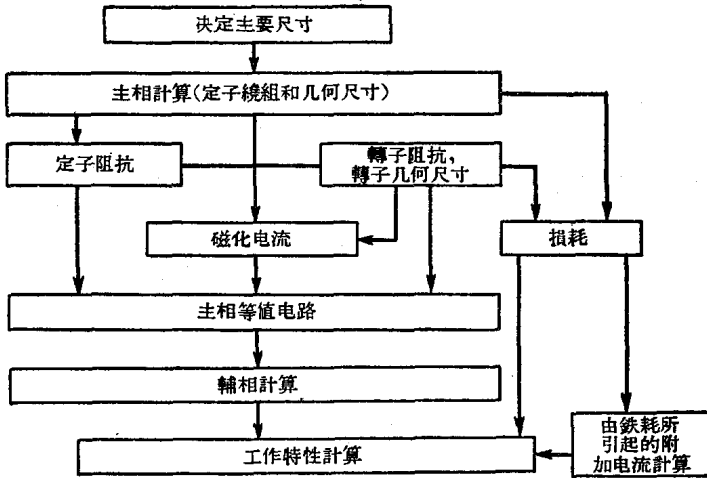 决定主要尺寸
主相計算(定子繞組和几何尺寸)
定子阻抗
轉子阻抗,
轉子几何尺寸
磁化电流
損耗
主相等值电路
輔相計算
由鉄耗所
引起的附
加电流計算
工作特性計算